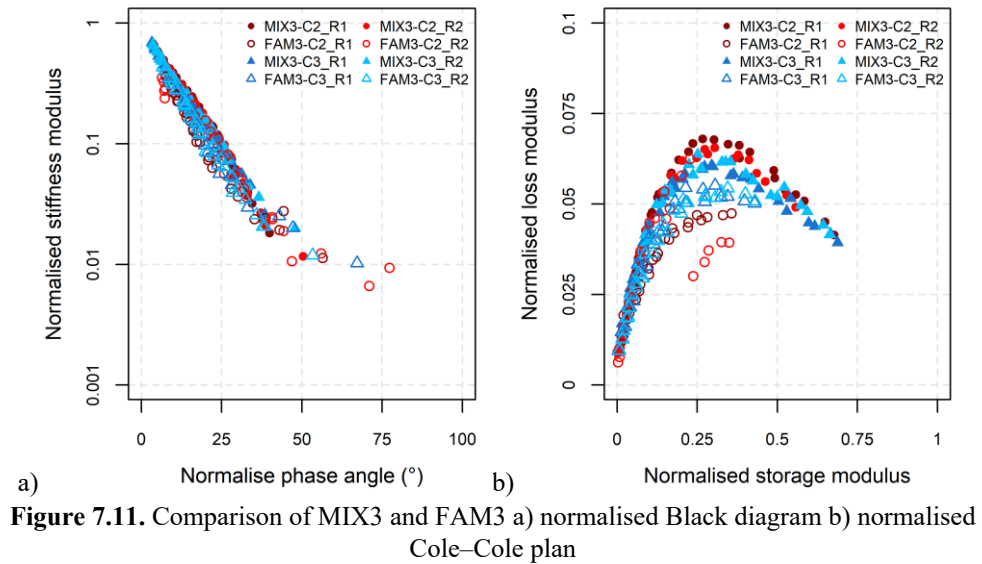 1
0.1
0.01
0.001
Normalised stiffness modulus
MIX3-C2_R1 MIX3-C2_R2
FAM3-C2_R1 FAM3-C2_R2
MIX3-C3_R1 MIX3-C3_R2
FAM3-C3_R1 FAM3-C3_R2
0 25 50 75 100
Normalise phase angle (°)
a)
0.1
0.075
0.05
0.025
0
Normalised loss modulus
MIX3-C2_R1 MIX3-C2_R2
FAM3-C2_R1 FAM3-C2_R2
MIX3-C3_R1 MIX3-C3_R2
FAM3-C3_R1 FAM3-C3_R2
0 0.25 0.5 0.75 1
Normalised storage modulus
b)
Figure 7.11. Comparison of MIX3 and FAM3 a) normalised Black diagram b) normalised
Cole–Cole plan